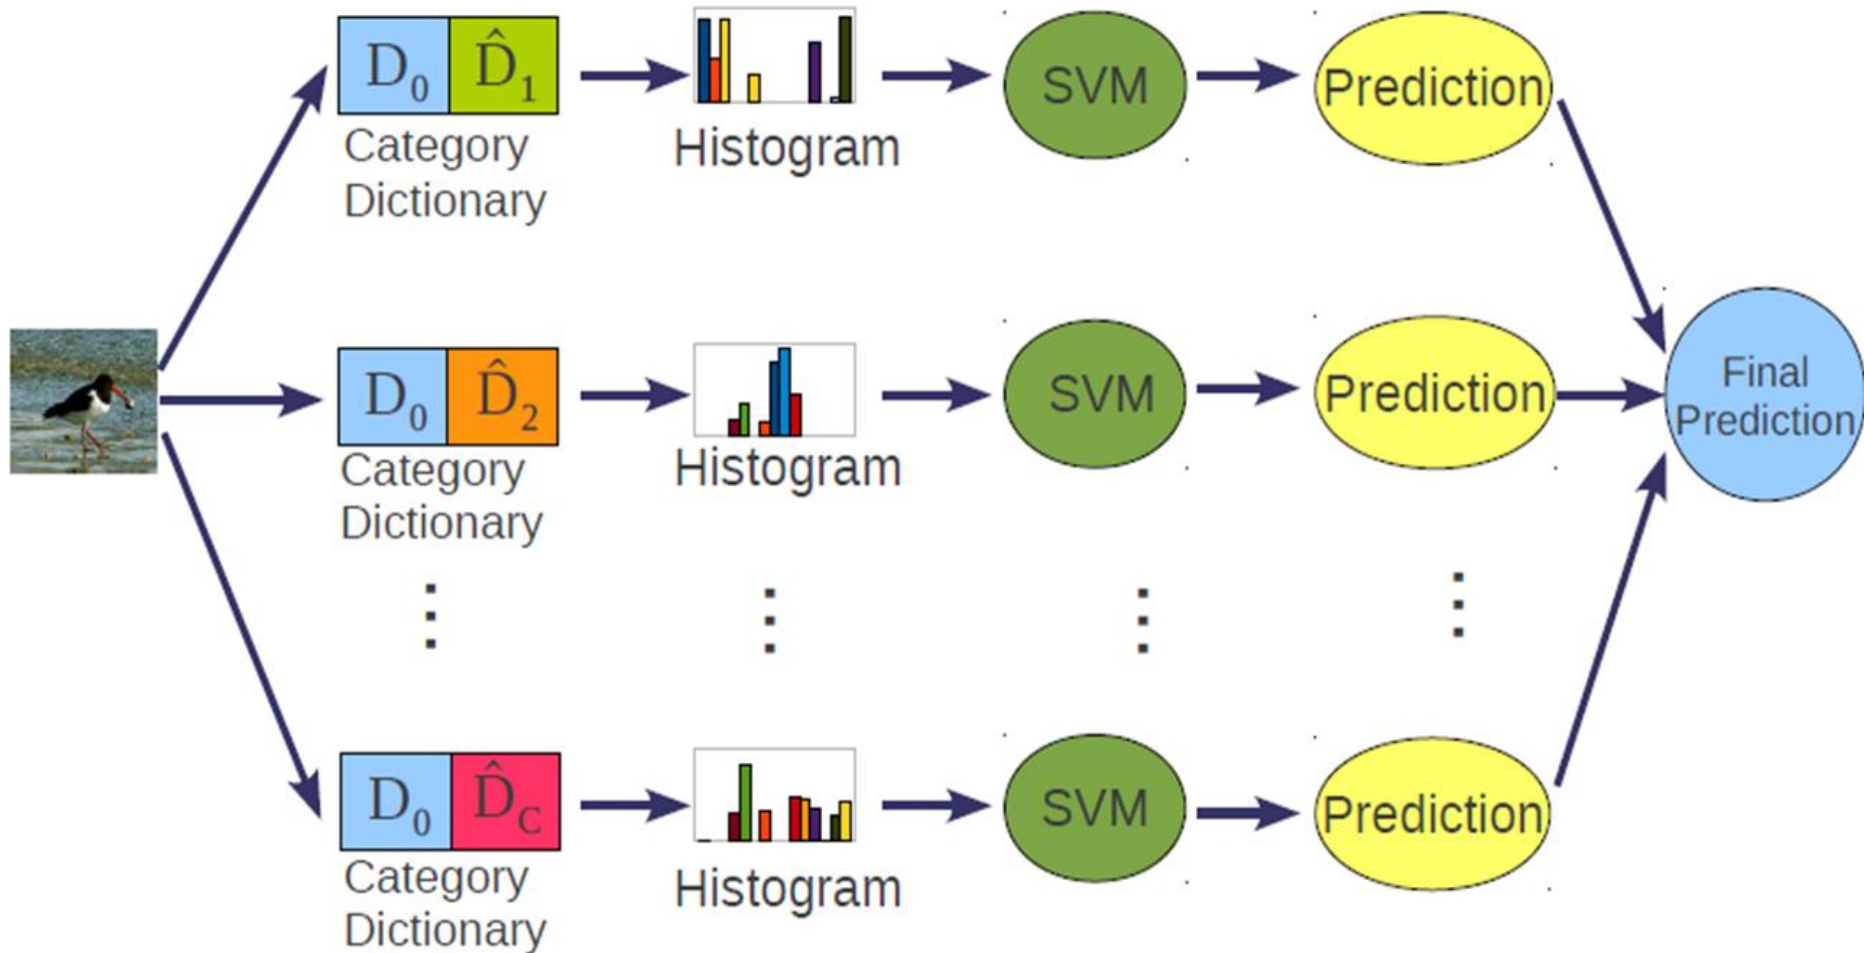 D₀ D̂₁
Category
Dictionary
Histogram
SVM
Prediction
D₀ D̂₂
Category
Dictionary
Histogram
SVM
Prediction
Final
Prediction
D₀ D̂_C
Category
Dictionary
Histogram
SVM
Prediction